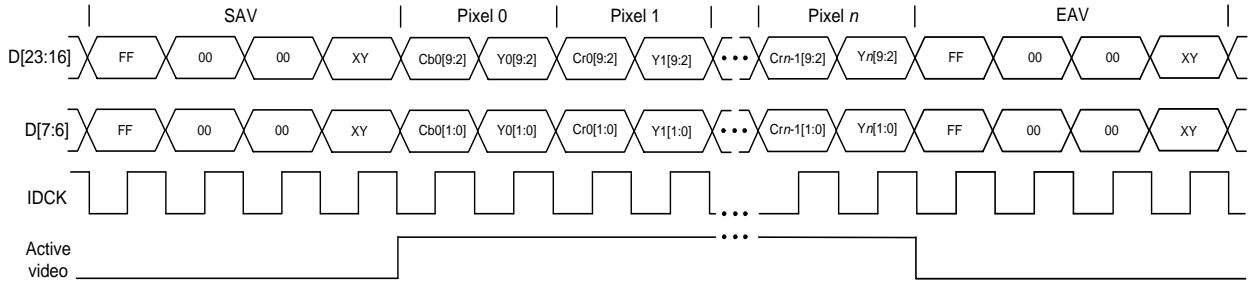 SAV Pixel 0 Pixel 1 Pixel n EAV
D[23:16] FF 00 00 XY Cb0[9:2] Y0[9:2] Cr0[9:2] Y1[9:2] ••• Crn-1[9:2] Yn[9:2] FF 00 00 XY
D[7:6] FF 00 00 XY Cb0[1:0] Y0[1:0] Cr0[1:0] Y1[1:0] ••• Crn-1[1:0] Yn[1:0] FF 00 00 XY
IDCK •••
Active •••
video